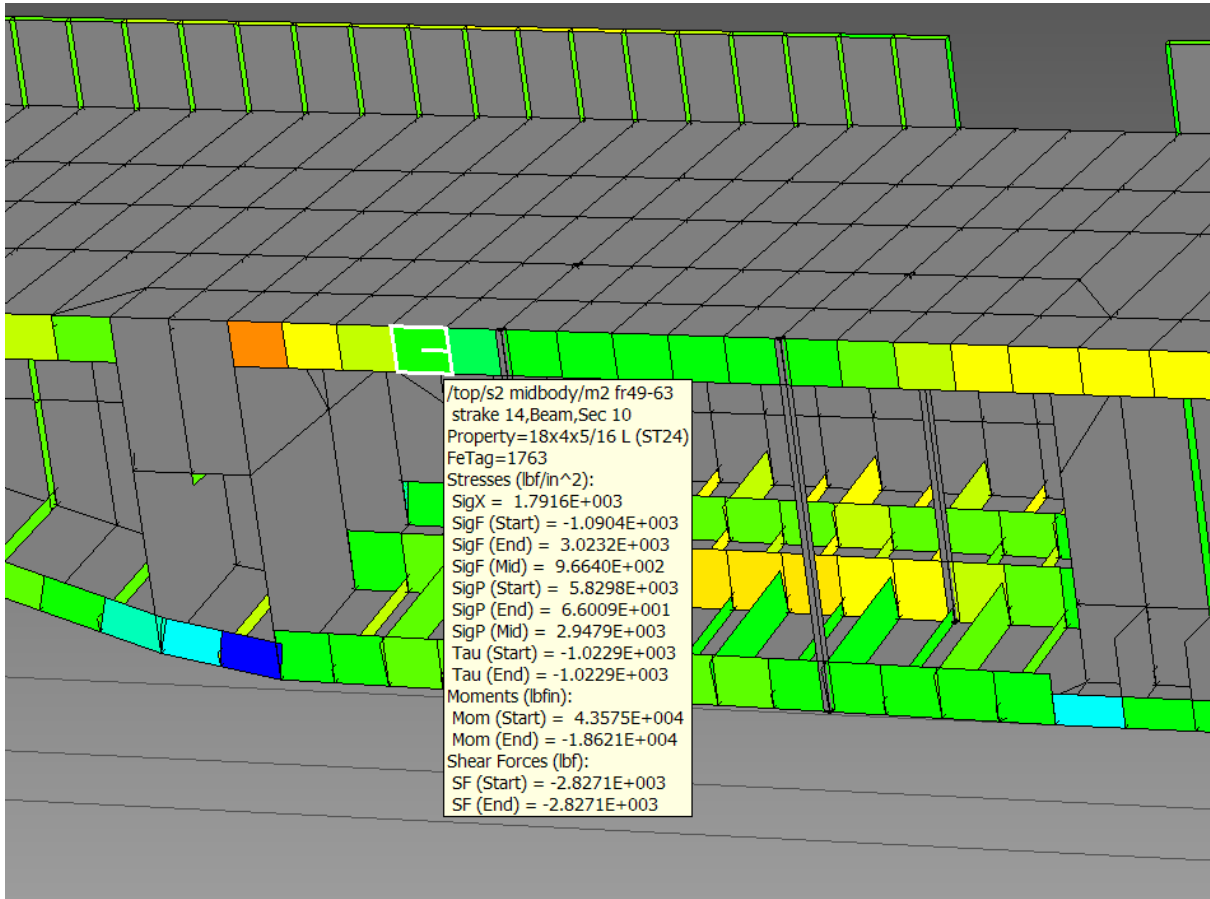 /top/s2 midbody/m2 fr49-63
strake 14,Beam,Sec 10
Property=18x4x5/16 L (ST24)
FeTag=1763
Stresses (lbf/in^2):
SigX = 1.7916E+003
SigF (Start) = -1.0904E+003
SigF (End) = 3.0232E+003
SigF (Mid) = 9.6640E+002
SigP (Start) = 5.8298E+003
SigP (End) = 6.6009E+001
SigP (Mid) = 2.9479E+003
Tau (Start) = -1.0229E+003
Tau (End) = -1.0229E+003
Moments (lbfin):
Mom (Start) = 4.3575E+004
Mom (End) = -1.8621E+004
Shear Forces (lbf):
SF (Start) = -2.8271E+003
SF (End) = -2.8271E+003